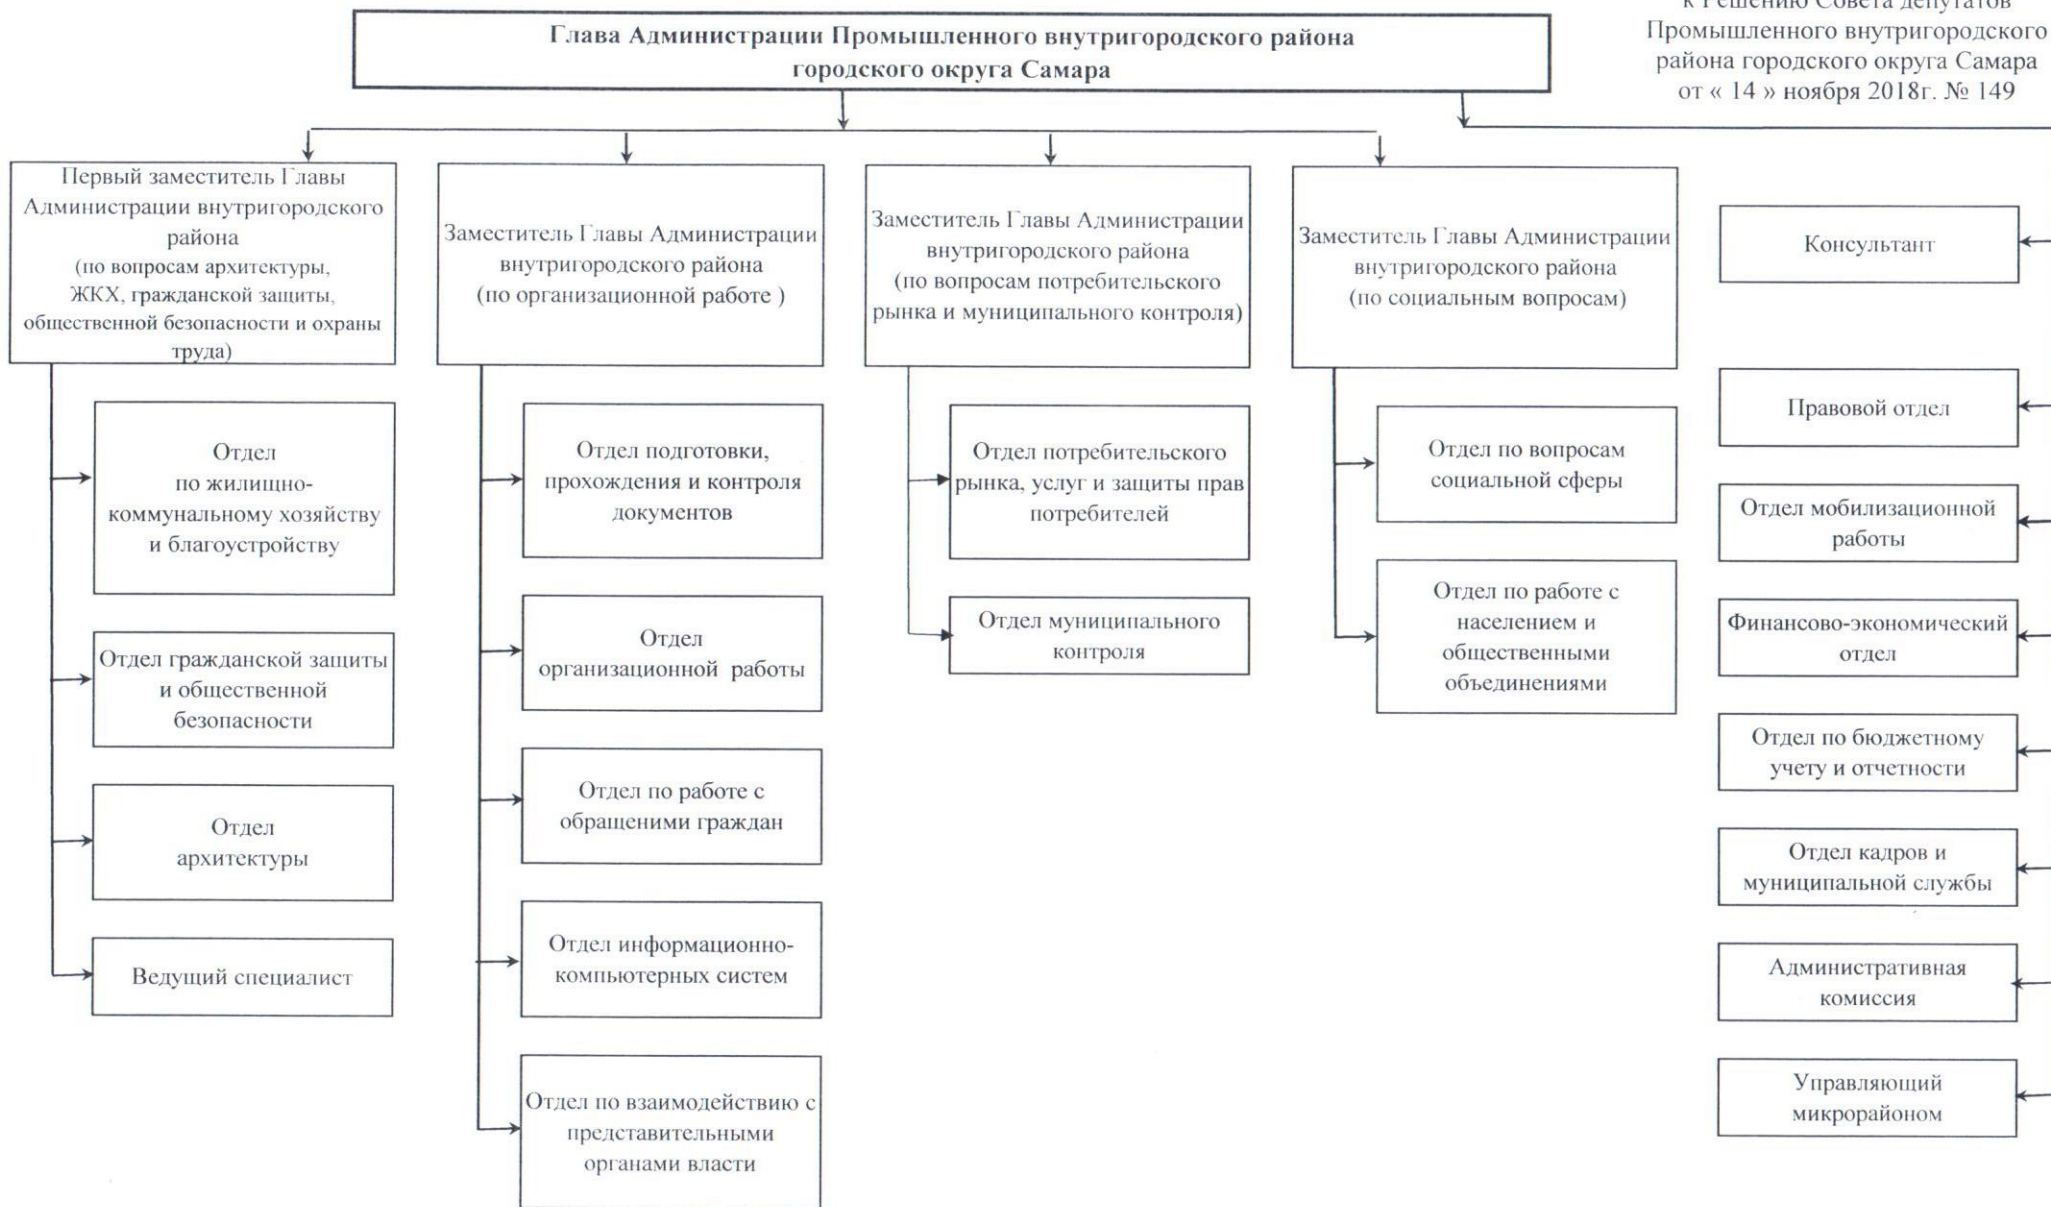 к Решению Совета депутатов
Промышленного внутригородского
района городского округа Самара
от « 14 » ноября 2018г. № 149
Глава Администрации Промышленного внутригородского района
городского округа Самара
Первый заместитель Главы
Администрации внутригородского
района
(по вопросам архитектуры,
ЖКХ, гражданской защиты,
общественной безопасности и охраны
труда)
Отдел
по жилищно-
коммунальному хозяйству
и благоустройству
Отдел гражданской защиты
и общественной
безопасности
Отдел
архитектуры
Ведущий специалист
Заместитель Главы Администрации
внутригородского района
(по организационной работе )
Отдел подготовки,
прохождения и контроля
документов
Отдел
организационной работы
Отдел по работе с
обращеними граждан
Отдел информационно-
компьютерных систем
Отдел по взаимодействию с
представительными
органами власти
Заместитель Главы Администрации
внутригородского района
(по вопросам потребительского
рынка и муниципального контроля)
Отдел потребительского
рынка, услуг и защиты прав
потребителей
Отдел муниципального
контроля
Заместитель Главы Администрации
внутригородского района
(по социальным вопросам)
Отдел по вопросам
социальной сферы
Отдел по работе с
населением и
общественными
объединениями
Консультант
Правовой отдел
Отдел мобилизационной
работы
Финансово-экономический
отдел
Отдел по бюджетному
учету и отчетности
Отдел кадров и
муниципальной службы
Административная
комиссия
Управляющий
микрорайоном